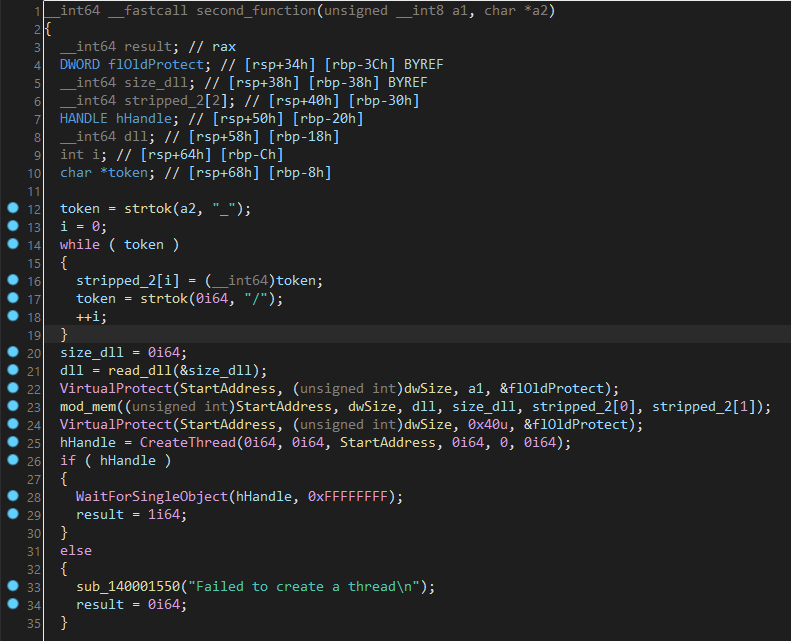 1 __int64 __fastcall second_function(unsigned __int8 a1, char *a2)
2 {
3 __int64 result; // rax
4 DWORD flOldProtect; // [rsp+34h] [rbp-3Ch] BYREF
5 __int64 size_dll; // [rsp+38h] [rbp-38h] BYREF
6 __int64 stripped_2[2]; // [rsp+40h] [rbp-30h]
7 HANDLE hHandle; // [rsp+50h] [rbp-20h]
8 __int64 dll; // [rsp+58h] [rbp-18h]
9 int i; // [rsp+64h] [rbp-Ch]
10 char *token; // [rsp+68h] [rbp-8h]
11
12 token = strtok(a2, "_");
13 i = 0;
14 while ( token )
15 {
16 stripped_2[i] = (__int64)token;
17 token = strtok(0i64, "/");
18 ++i;
19 }
20 size_dll = 0i64;
21 dll = read_dll(&size_dll);
22 VirtualProtect(StartAddress, (unsigned int)dwSize, a1, &flOldProtect);
23 mod_mem((unsigned int)StartAddress, dwSize, dll, size_dll, stripped_2[0], stripped_2[1]);
24 VirtualProtect(StartAddress, (unsigned int)dwSize, 0x40u, &flOldProtect);
25 hHandle = CreateThread(0i64, 0i64, StartAddress, 0i64, 0, 0i64);
26 if ( hHandle )
27 {
28 WaitForSingleObject(hHandle, 0xFFFFFFFF);
29 result = 1i64;
30 }
31 else
32 {
33 sub_140001550("Failed to create a thread\n");
34 result = 0i64;
35 }